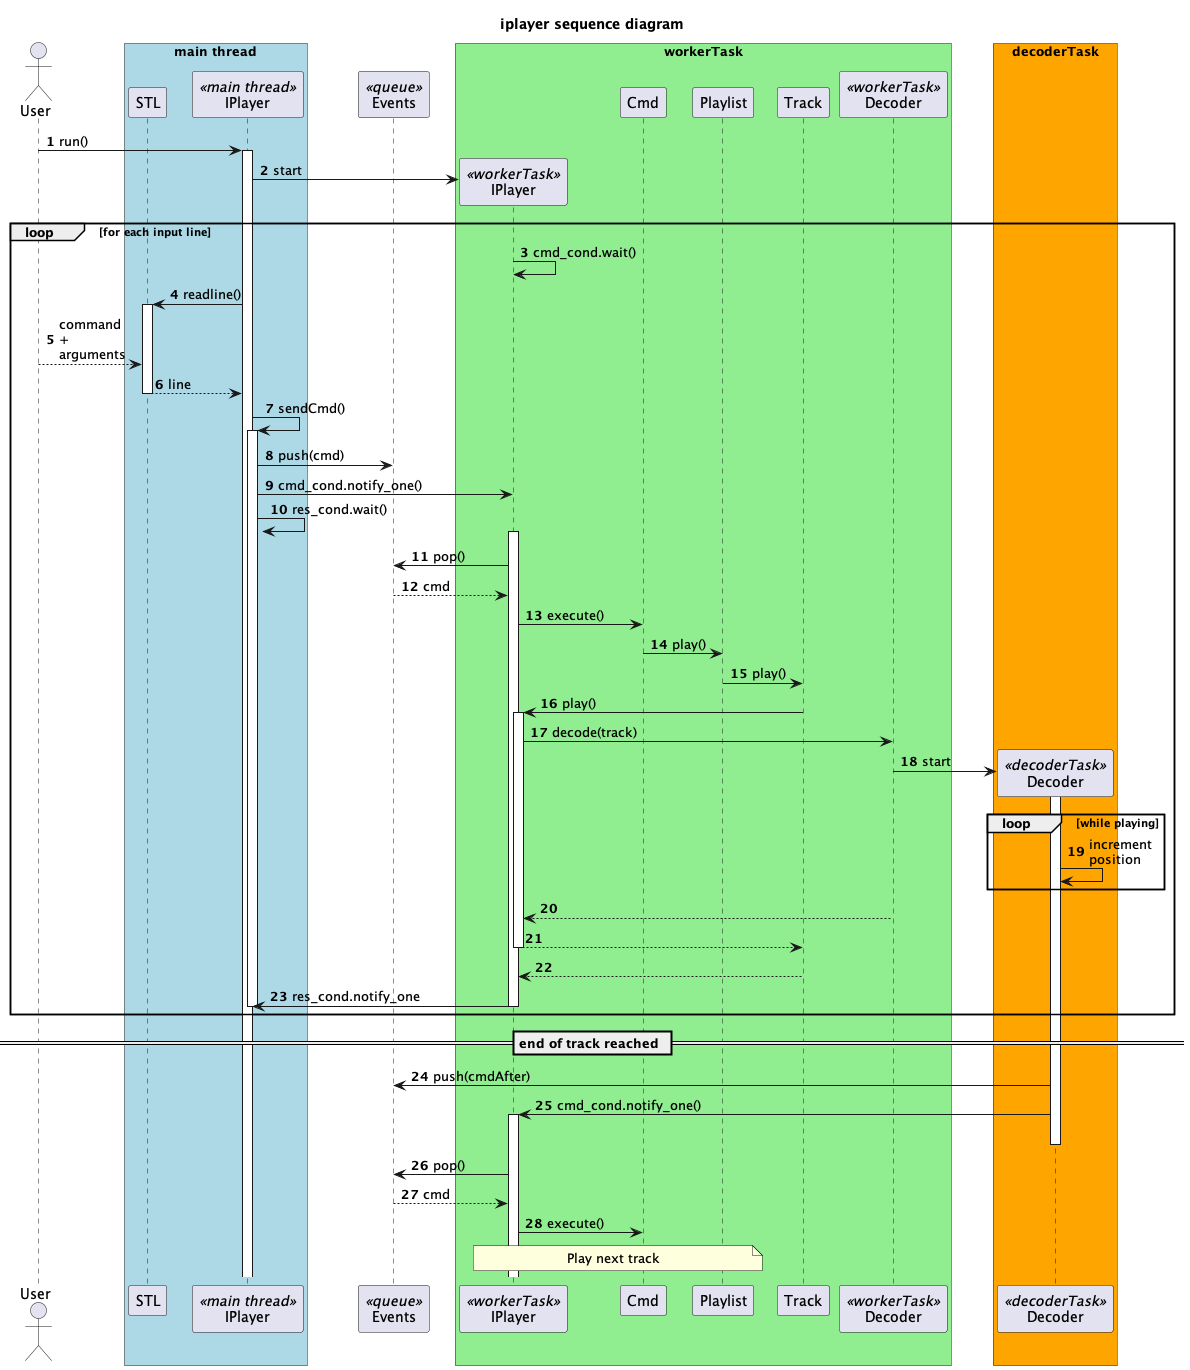 iplayer sequence diagram
main thread
workerTask
decoderTask
User
STL
«main thread»
IPlayer
«queue»
Events
Cmd
Playlist
Track
«workerTask»
Decoder
1 run()
2 start
«workerTask»
IPlayer
loop [for each input line]
3 cmd_cond.wait()
4 readline()
command
5 +
arguments
6 line
7 sendCmd()
8 push(cmd)
9 cmd_cond.notify_one()
10 res_cond.wait()
11 pop()
12 cmd
13 execute()
14 play()
15 play()
16 play()
17 decode(track)
18 start
«decoderTask»
Decoder
loop [while playing]
19 increment
position
20
21
22
23 res_cond.notify_one
end of track reached
24 push(cmdAfter)
25 cmd_cond.notify_one()
26 pop()
27 cmd
28 execute()
Play next track
User
STL
«main thread»
IPlayer
«queue»
Events
«workerTask»
IPlayer
Cmd
Playlist
Track
«workerTask»
Decoder
«decoderTask»
Decoder